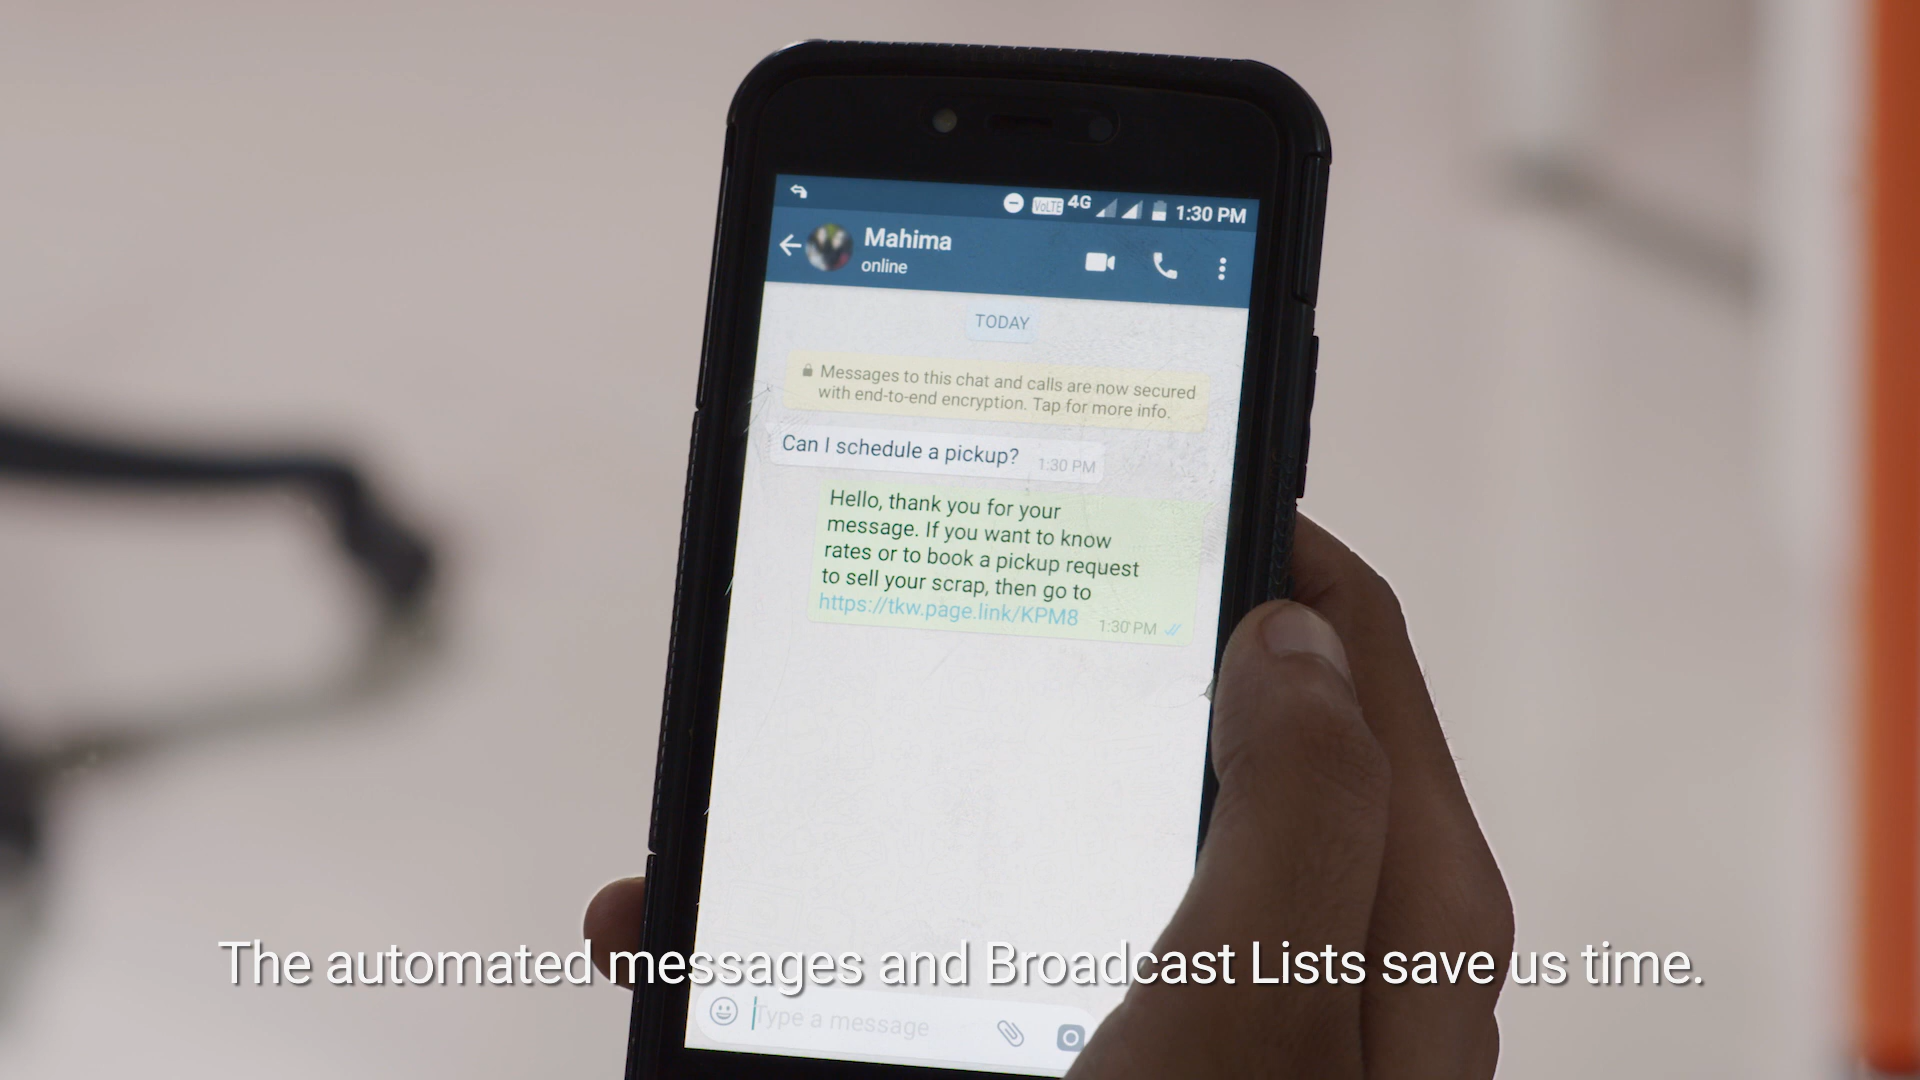 VoLTE 4G 1:30 PM
Mahima
online
TODAY
Messages to this chat and calls are now secured
with end-to-end encryption. Tap for more info.
Can I schedule a pickup? 1:30 PM
Hello, thank you for your
message. If you want to know
rates or to book a pickup request
to sell your scrap, then go to
https://tkw.page.link/KPM8 1:30 PM
The automated messages and Broadcast Lists save us time.
Type a message